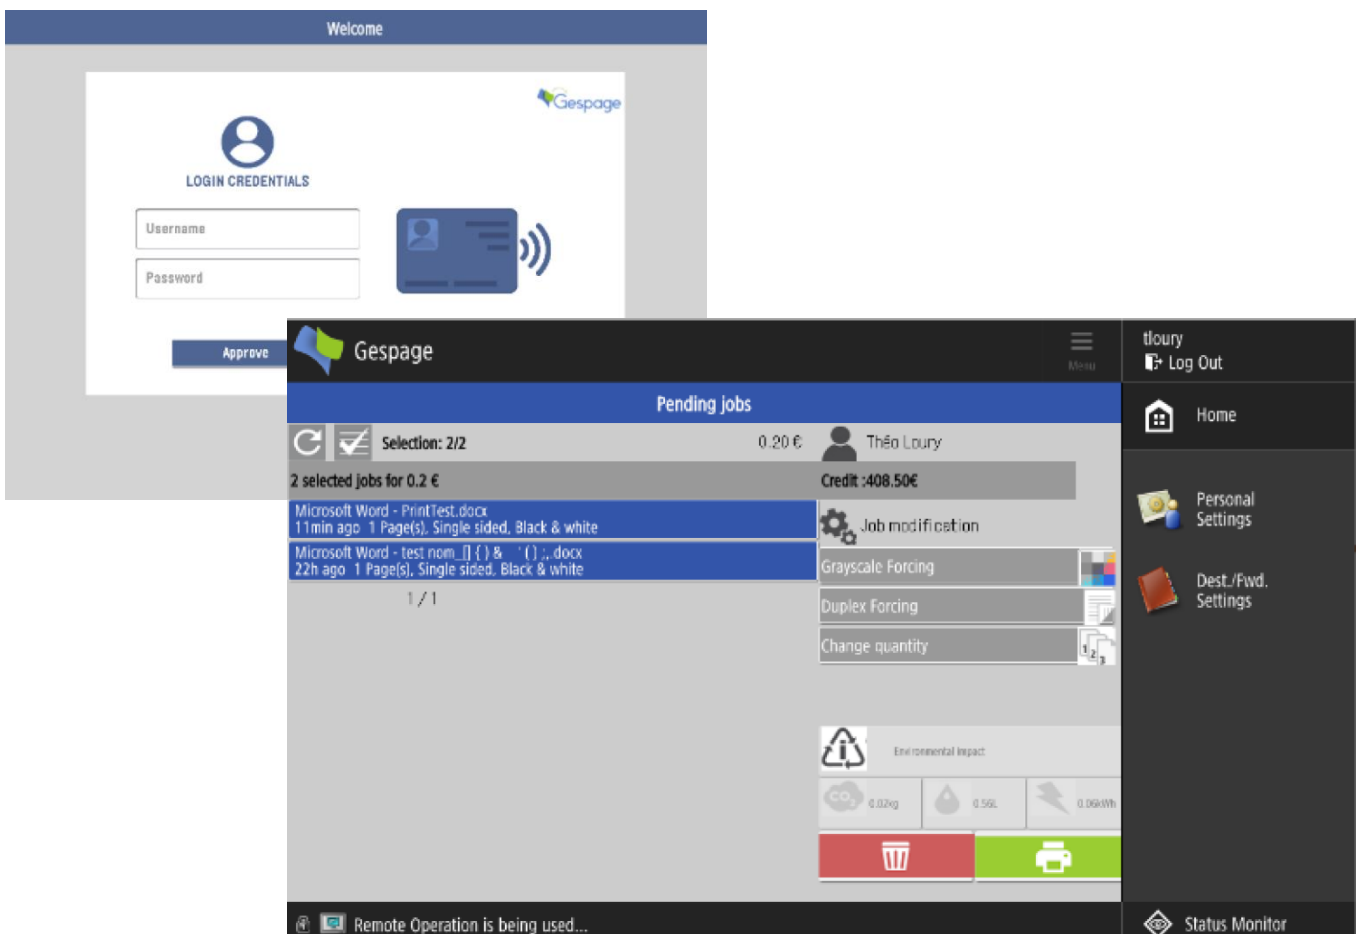 Welcome
Gespage
LOGIN CREDENTIALS
Username
Password
Approve
Gespage
Menu
tloury
Log Out
Pending jobs
Home
Selection: 2/2
0.20 €
Théo Loury
2 selected jobs for 0.2 €
Credit :408.50€
Microsoft Word - PrintTest.docx
11min ago 1 Page(s), Single sided, Black & white
Microsoft Word - test nom_[] { ) & ' ( ) ;,.docx
22h ago 1 Page(s), Single sided, Black & white
1 / 1
Job modification
Grayscale Forcing
Duplex Forcing
Change quantity
1 2 3
Personal
Settings
Dest./Fwd.
Settings
Environmental impact
CO2
0.02kg
0.56L
0.06kWh
Remote Operation is being used...
Status Monitor